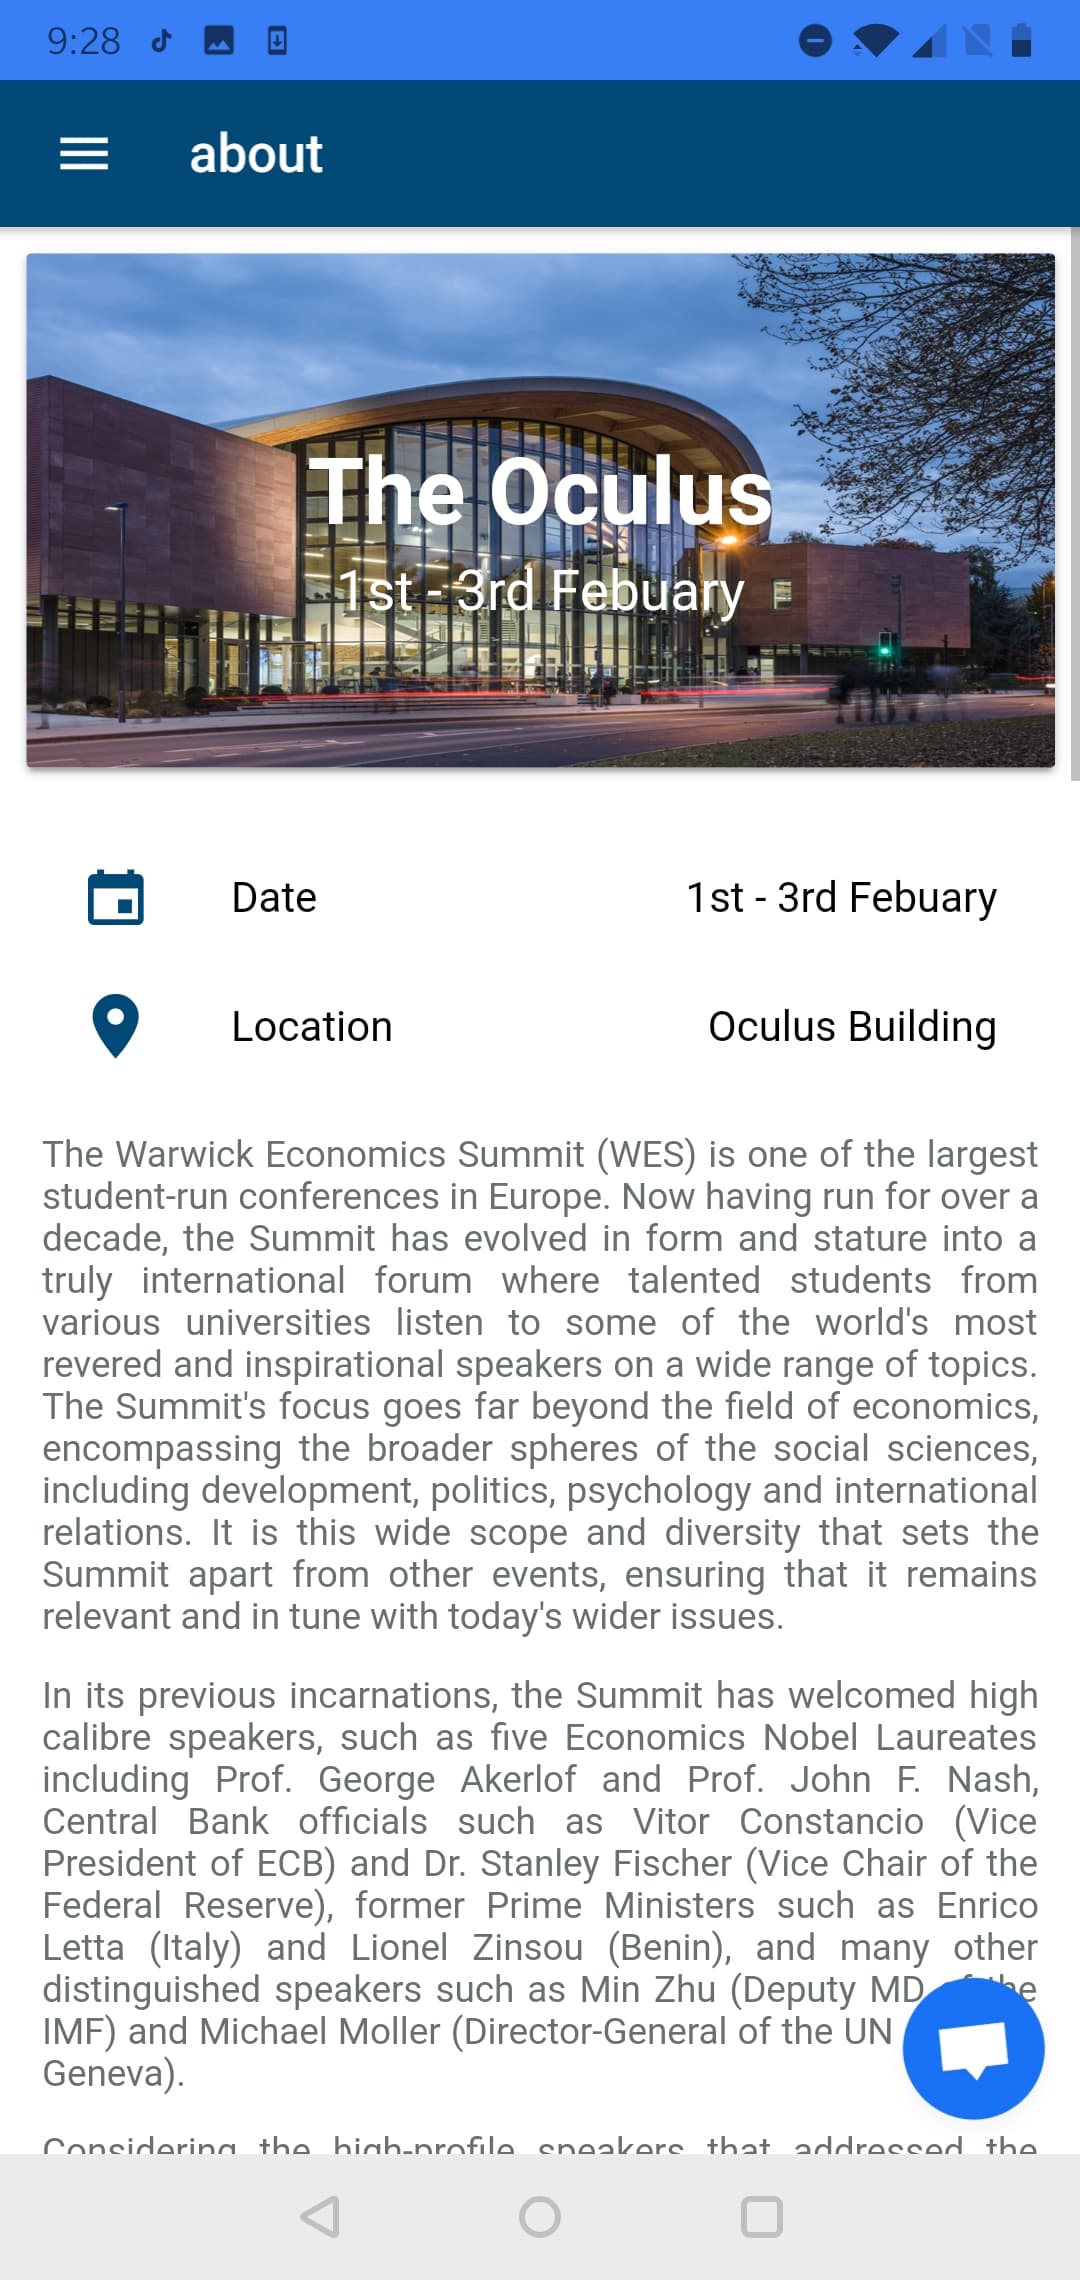 9:28
about
The Oculus
1st - 3rd Febuary
Date 1st - 3rd Febuary
Location Oculus Building
The Warwick Economics Summit (WES) is one of the largest
student-run conferences in Europe. Now having run for over a
decade, the Summit has evolved in form and stature into a
truly international forum where talented students from
various universities listen to some of the world's most
revered and inspirational speakers on a wide range of topics.
The Summit's focus goes far beyond the field of economics,
encompassing the broader spheres of the social sciences,
including development, politics, psychology and international
relations. It is this wide scope and diversity that sets the
Summit apart from other events, ensuring that it remains
relevant and in tune with today's wider issues.
In its previous incarnations, the Summit has welcomed high
calibre speakers, such as five Economics Nobel Laureates
including Prof. George Akerlof and Prof. John F. Nash,
Central Bank officials such as Vitor Constancio (Vice
President of ECB) and Dr. Stanley Fischer (Vice Chair of the
Federal Reserve), former Prime Ministers such as Enrico
Letta (Italy) and Lionel Zinsou (Benin), and many other
distinguished speakers such as Min Zhu (Deputy MD the
IMF) and Michael Moller (Director-General of the UN
Geneva).
Considering the high-profile speakers that addressed the